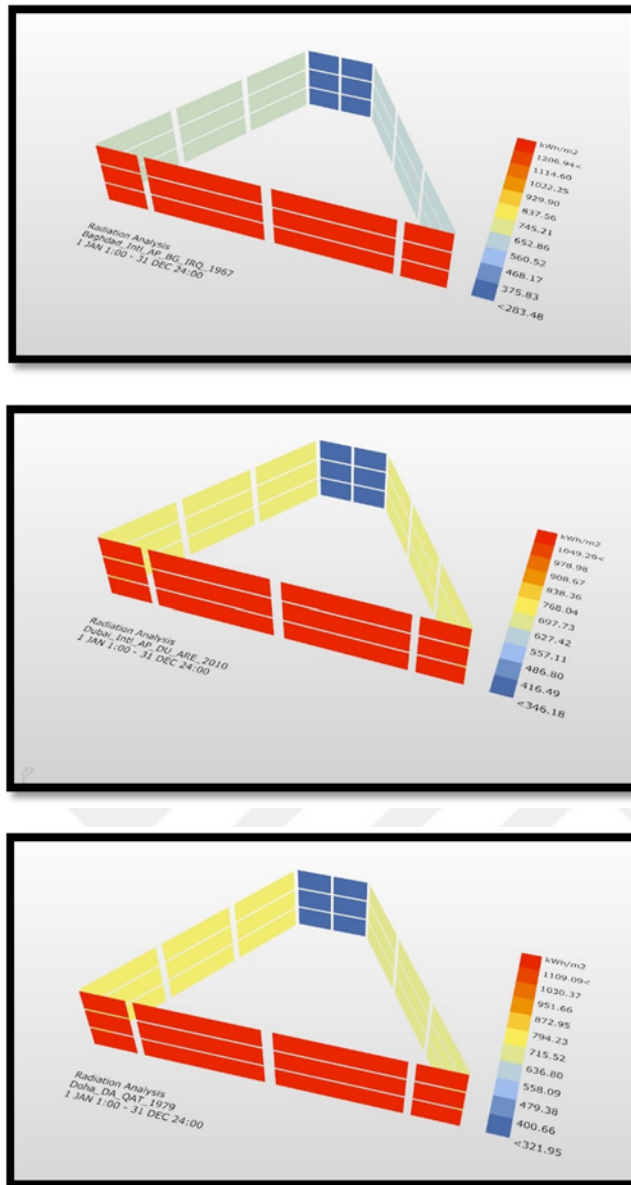 kWh/m2
1206.94<
1114.60
1022.25
929.90
837.56
745.21
652.86
560.52
468.17
375.83
<283.48
Radiation Analysis
Baghdad_Intl_AP_BG_IRQ_1967
1 JAN 1:00 - 31 DEC 24:00
kWh/m2
1049.29<
978.98
908.67
838.36
768.04
697.73
627.42
557.11
486.80
416.49
<346.18
Radiation Analysis
Dubai_Intl_AP_DU_ARE_2010
1 JAN 1:00 - 31 DEC 24:00
kWh/m2
1109.09<
1030.37
951.66
872.95
794.23
715.52
636.80
558.09
479.38
400.66
<321.95
Radiation Analysis
Doha_DA_QAT_1979
1 JAN 1:00 - 31 DEC 24:00